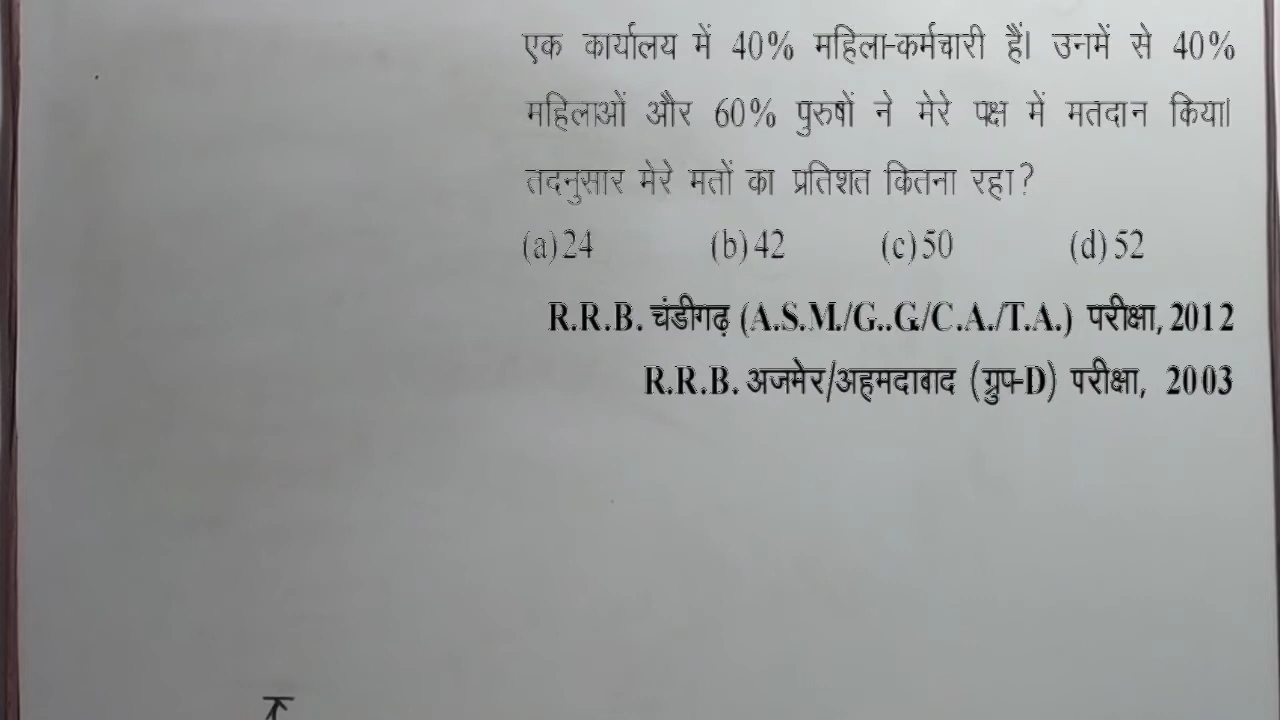 एक कार्यालय में 40% महिला-कर्मचारी हैं। उनमें से 40%
महिलाओं और 60% पुरुषों ने मेरे पक्ष में मतदान किया।
तदनुसार मेरे मतों का प्रतिशत कितना रहा?
(a) 24 (b) 42 (c) 50 (d) 52
R.R.B. चंडीगढ़ (A.S.M./G..G/C.A./T.A.) परीक्षा, 2012
R.R.B. अजमेर/अहमदाबाद (ग्रुप-D) परीक्षा, 2003